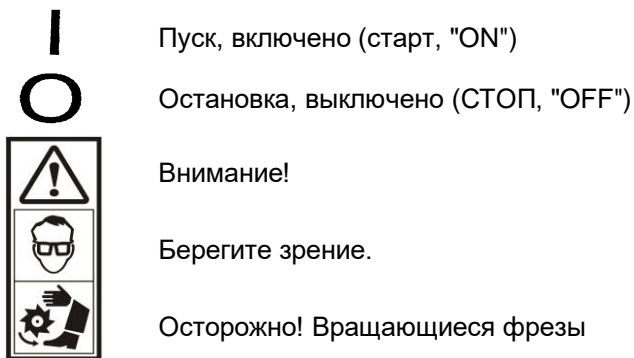 I Пуск, включено (старт, "ON")
O Остановка, выключено (СТОП, "OFF")
Внимание!
Берегите зрение.
Осторожно! Вращающиеся фрезы